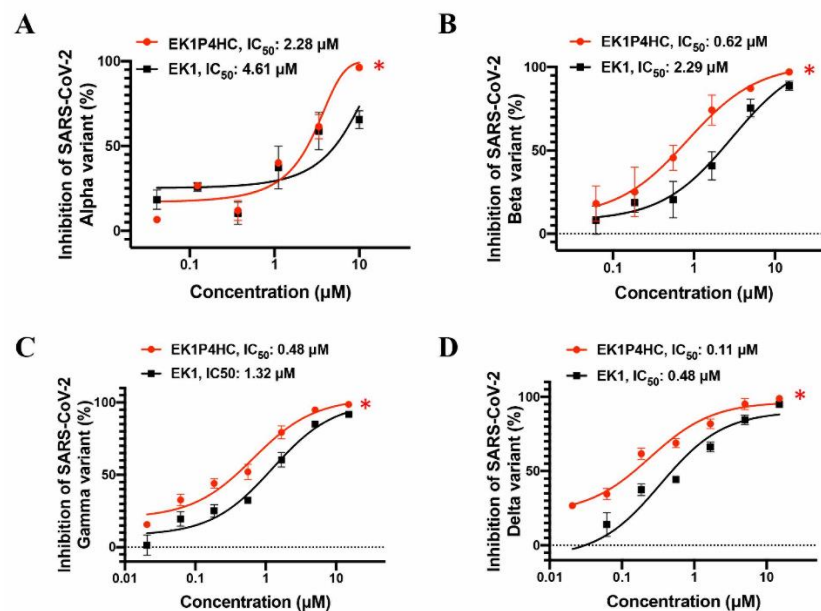 A
EK1P4HC, IC50: 2.28 µM
EK1, IC50: 4.61 µM
*
Inhibition of SARS-CoV-2
Alpha variant (%)
100
50
0
0.1
1
10
Concentration (µM)
B
EK1P4HC, IC50: 0.62 µM
EK1, IC50: 2.29 µM
*
Inhibition of SARS-CoV-2
Beta variant (%)
100
50
0
0.1
1
10
Concentration (µM)
C
EK1P4HC, IC50: 0.48 µM
EK1, IC50: 1.32 µM
*
Inhibition of SARS-CoV-2
Gamma variant (%)
100
50
0
0.01
0.1
1
10
Concentration (µM)
D
EK1P4HC, IC50: 0.11 µM
EK1, IC50: 0.48 µM
*
Inhibition of SARS-CoV-2
Delta variant (%)
100
50
0
0.01
0.1
1
10
Concentration (µM)